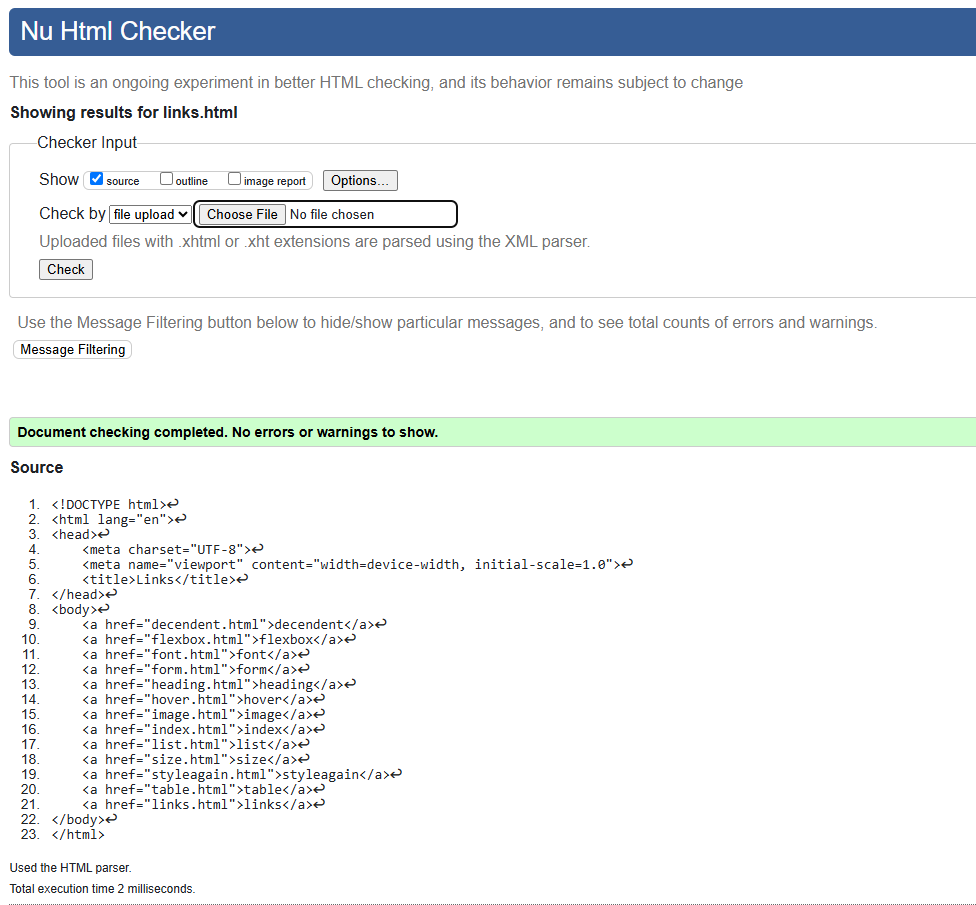 Nu Html Checker
This tool is an ongoing experiment in better HTML checking, and its behavior remains subject to change
Showing results for links.html
Checker Input
Show source outline image report Options...
Check by file upload Choose File No file chosen
Uploaded files with .xhtml or .xht extensions are parsed using the XML parser.
Check
Use the Message Filtering button below to hide/show particular messages, and to see total counts of errors and warnings.
Message Filtering
Document checking completed. No errors or warnings to show.
Source
1. <!DOCTYPE html>↩
2. <html lang="en">↩
3. <head>↩
4.     <meta charset="UTF-8">↩
5.     <meta name="viewport" content="width=device-width, initial-scale=1.0">↩
6.     <title>Links</title>↩
7. </head>↩
8. <body>↩
9.     <a href="decendent.html">decendent</a>↩
10.     <a href="flexbox.html">flexbox</a>↩
11.     <a href="font.html">font</a>↩
12.     <a href="form.html">form</a>↩
13.     <a href="heading.html">heading</a>↩
14.     <a href="hover.html">hover</a>↩
15.     <a href="image.html">image</a>↩
16.     <a href="index.html">index</a>↩
17.     <a href="list.html">list</a>↩
18.     <a href="size.html">size</a>↩
19.     <a href="styleagain.html">styleagain</a>↩
20.     <a href="table.html">table</a>↩
21.     <a href="links.html">links</a>↩
22. </body>↩
23. </html>
Used the HTML parser.
Total execution time 2 milliseconds.